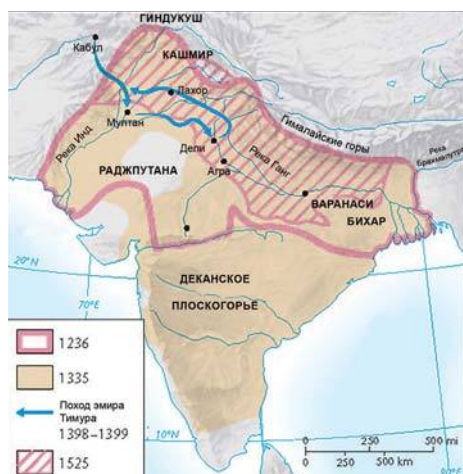 ГИНДУКУШ
Кабул
КАШМИР
Лахор
Мултан
Гималайские горы
Река Инд
Дели
Река Ганг
Река
Брахмапутра
РАДЖПУТАНА
Агра
ВАРАНАСИ
БИХАР
20°N
70°E
ДЕКАНСКОЕ
ПЛОСКОГОРЬЕ
1236
1335
Поход эмира
Тимура
1398–1399
10°N
1525
0 250 500 mi
0 250 500 km
90°E